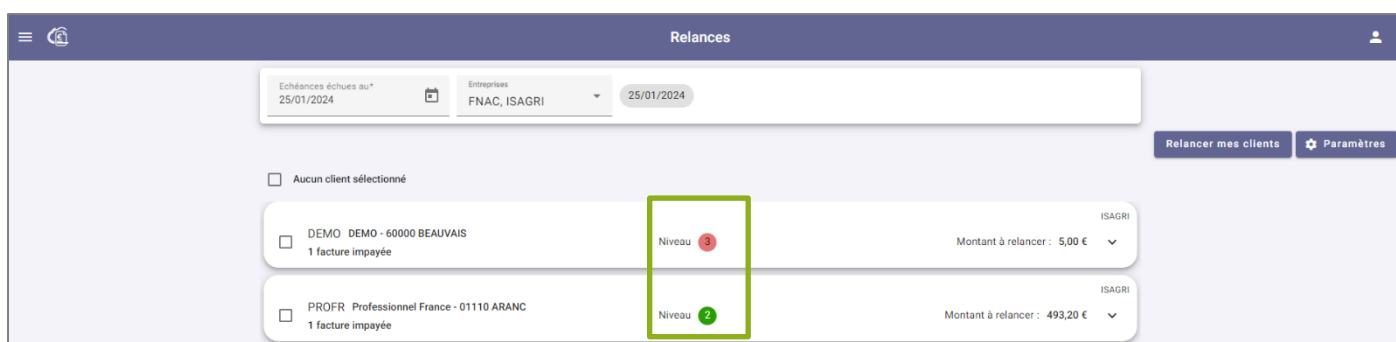 Relances
Echéances échues au*
25/01/2024
Entreprises
FNAC, ISAGRI
25/01/2024
Relancer mes clients
Paramètres
Aucun client sélectionné
ISAGRI
DEMO DEMO - 60000 BEAUVAIS
1 facture impayée
Niveau 3
Montant à relancer : 5,00 €
ISAGRI
PROFR Professionnel France - 01110 ARANC
1 facture impayée
Niveau 2
Montant à relancer : 493,20 €